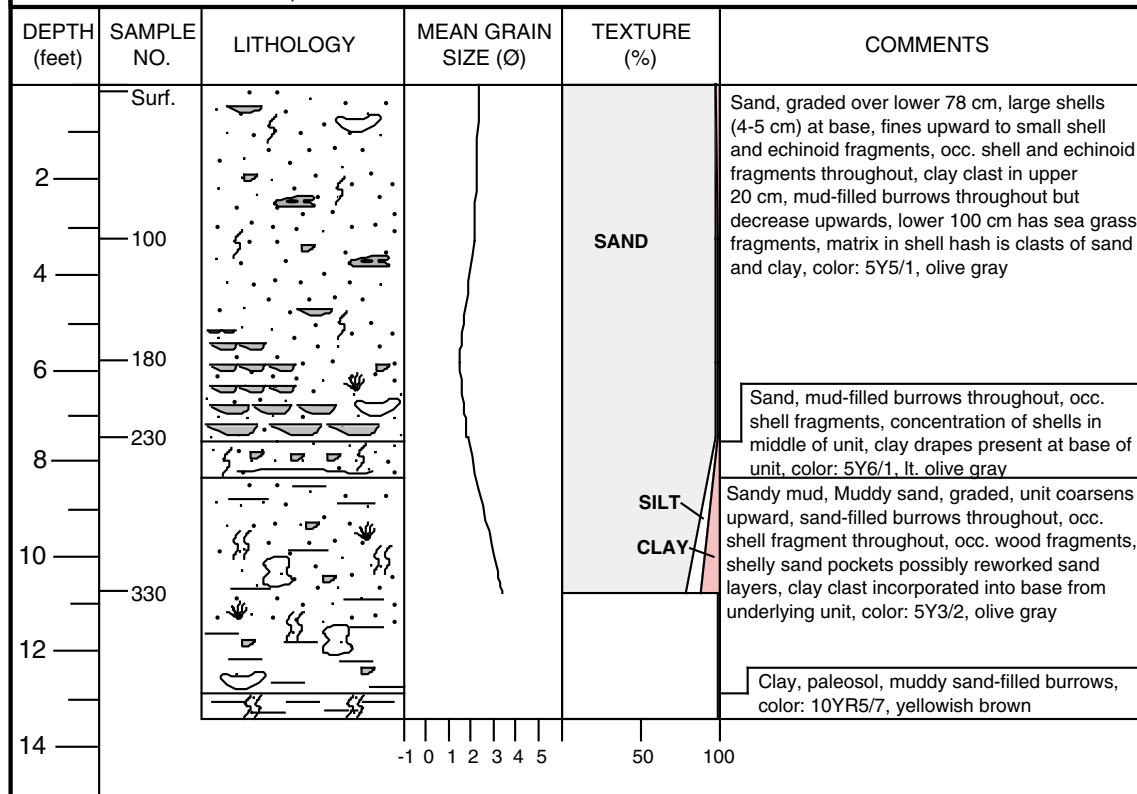 DEPTH
(feet)
SAMPLE
NO.
LITHOLOGY
MEAN GRAIN
SIZE (Ø)
TEXTURE
(%)
COMMENTS
Surf.
2
100
4
180
6
230
8
10
330
12
14
-1 0 1 2 3 4 5
SAND
SILT
CLAY
50
100
Sand, graded over lower 78 cm, large shells
(4-5 cm) at base, fines upward to small shell
and echinoid fragments, occ. shell and echinoid
fragments throughout, clay clast in upper
20 cm, mud-filled burrows throughout but
decrease upwards, lower 100 cm has sea grass
fragments, matrix in shell hash is clasts of sand
and clay, color: 5Y5/1, olive gray
Sand, mud-filled burrows throughout, occ.
shell fragments, concentration of shells in
middle of unit, clay drapes present at base of
unit, color: 5Y6/1, lt. olive gray
Sandy mud, Muddy sand, graded, unit coarsens
upward, sand-filled burrows throughout, occ.
shell fragment throughout, occ. wood fragments,
shelly sand pockets possibly reworked sand
layers, clay clast incorporated into base from
underlying unit, color: 5Y3/2, olive gray
Clay, paleosol, muddy sand-filled burrows,
color: 10YR5/7, yellowish brown